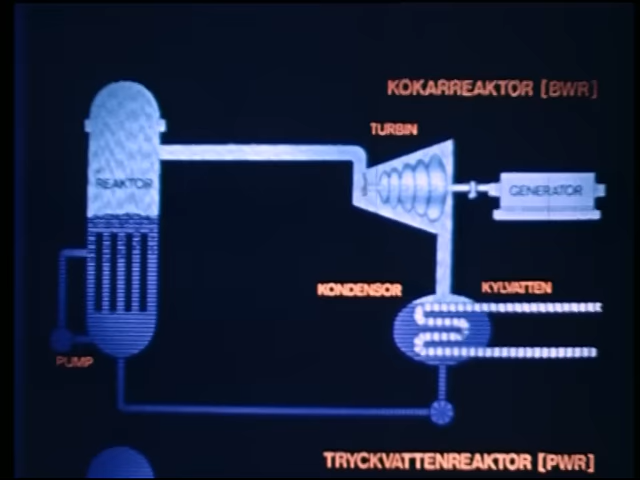 KOKARREAKTOR [BWR]
TURBIN
REAKTOR
GENERATOR
KONDENSOR
KYLVATTEN
PUMP
TRYCKVATTENREAKTOR [PWR]